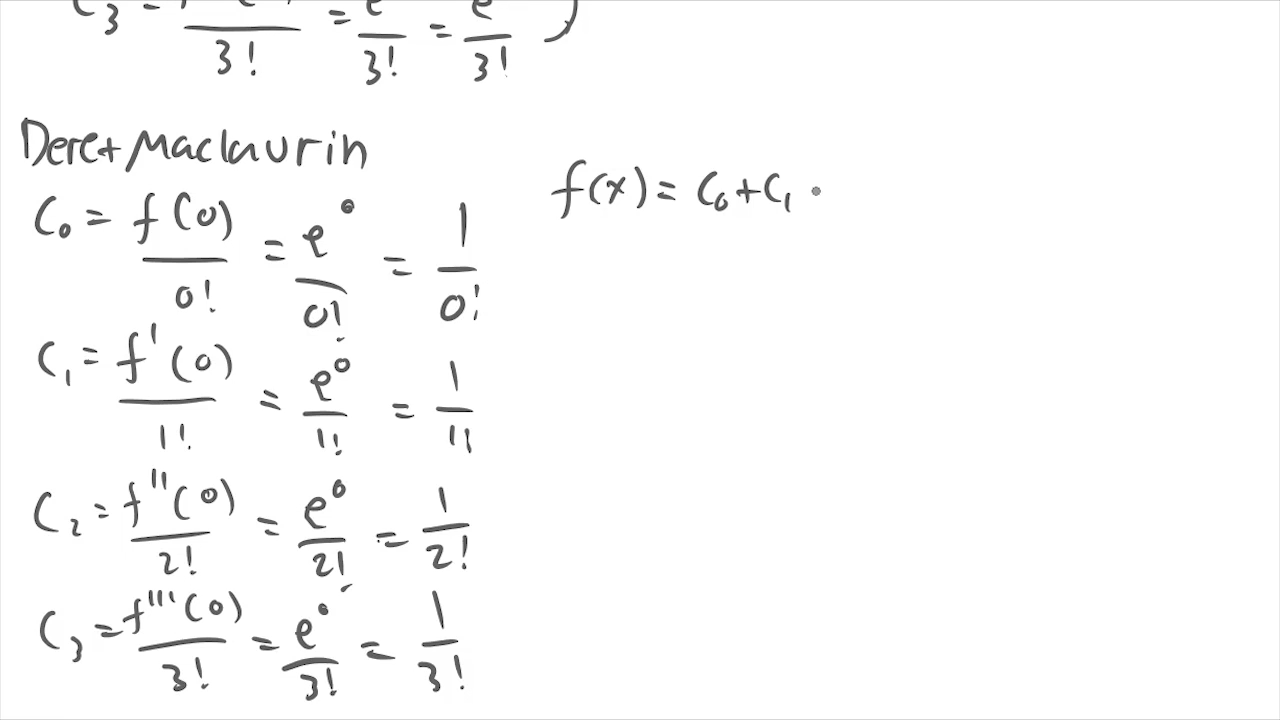 C₃ = / 3! = e / 3! = e / 3! )
Deret Maclaurin
C₀ = f(0) / 0! = e⁰ / 0! = 1 / 0!
f(x) = C₀ + C₁
C₁ = f'(0) / 1! = e⁰ / 1! = 1 / 1!
C₂ = f''(0) / 2! = e⁰ / 2! = 1 / 2!
C₃ = f'''(0) / 3! = e⁰ / 3! = 1 / 3!